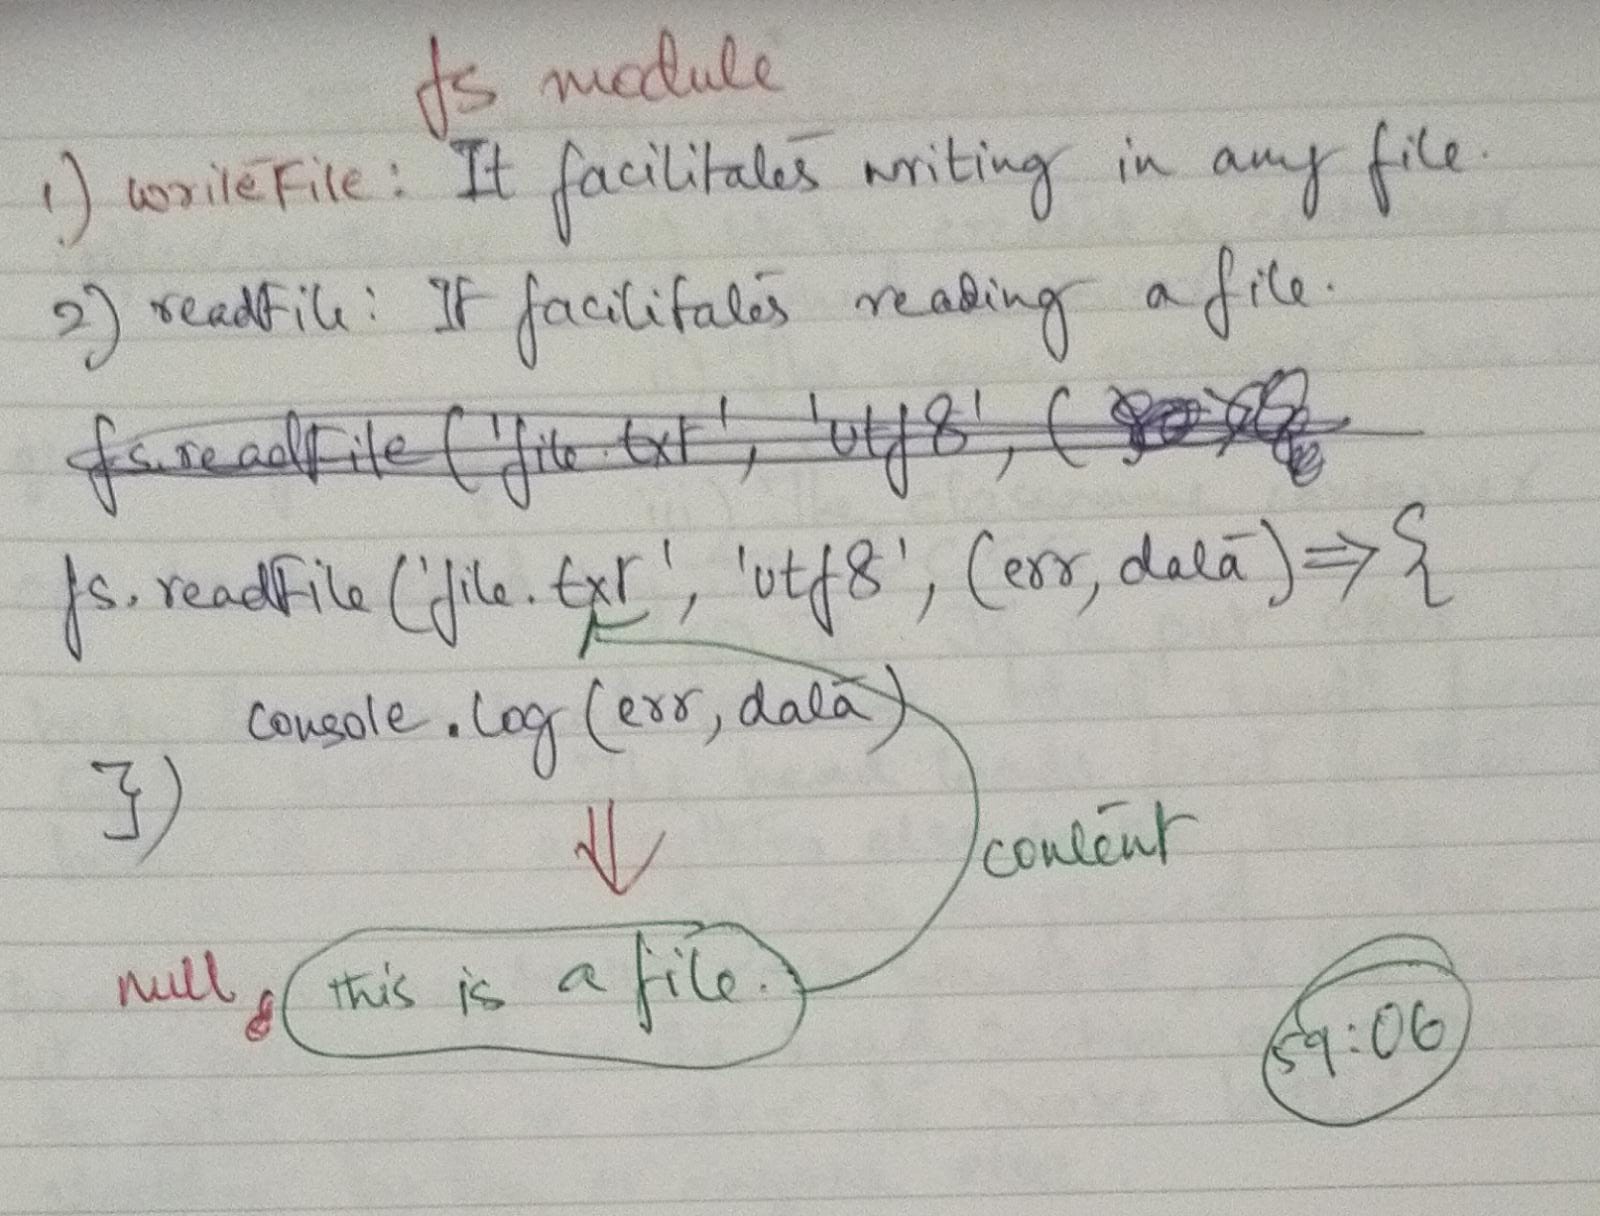 fs module
1) writeFile: It facilitates writing in any file.
2) readFile: It facilitates reading a file.
fs.readFile('file.txt', 'utf8', (
fs.readFile('file.txt', 'utf8', (err, data)=>{
console.log(err, data)
})
content
null, this is a file.
59:06